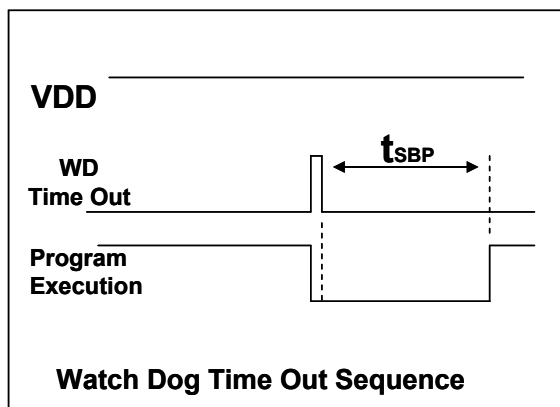 VDD
tSBP
WD
Time Out
Program
Execution
Watch Dog Time Out Sequence